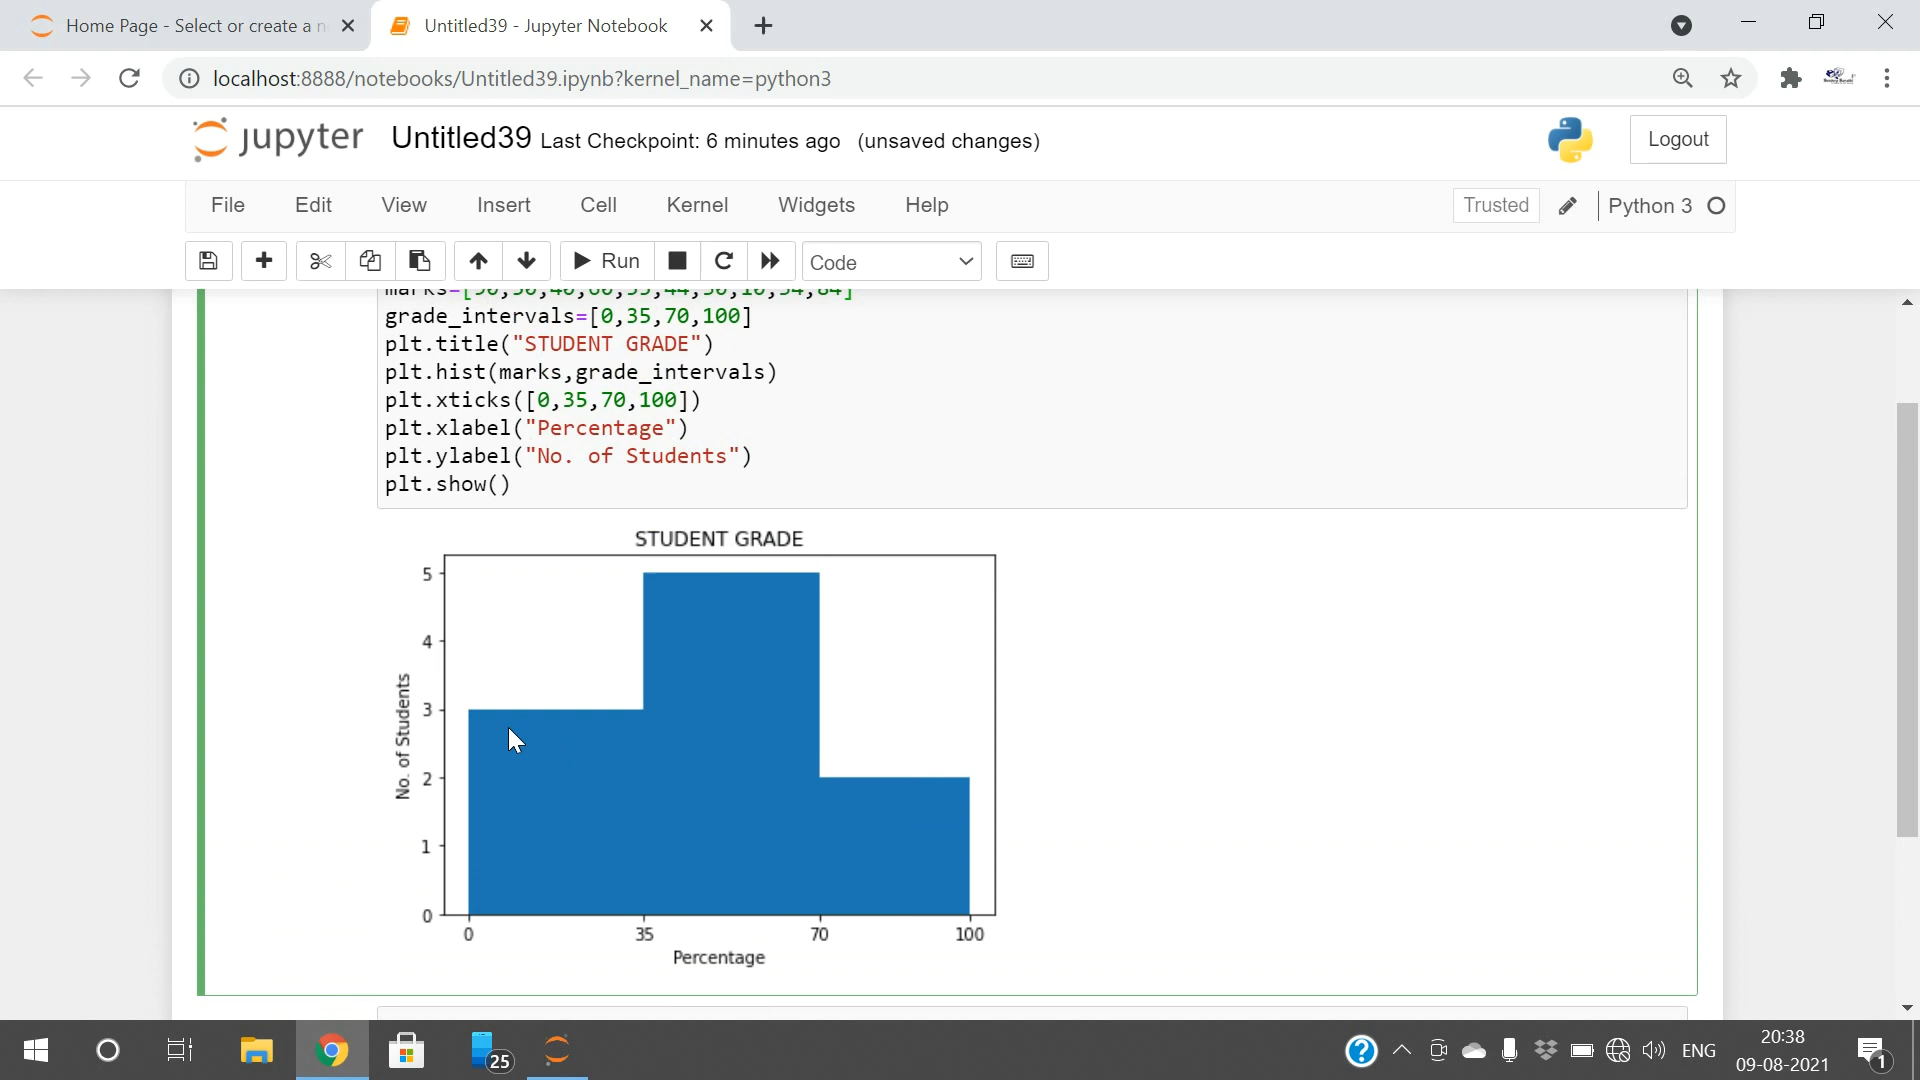 Home Page - Select or create a n
Untitled39 - Jupyter Notebook
localhost:8888/notebooks/Untitled39.ipynb?kernel_name=python3
jupyter Untitled39 Last Checkpoint: 6 minutes ago (unsaved changes)
Logout
File Edit View Insert Cell Kernel Widgets Help
Trusted Python 3
Run Code
grade_intervals=[0,35,70,100]
plt.title("STUDENT GRADE")
plt.hist(marks,grade_intervals)
plt.xticks([0,35,70,100])
plt.xlabel("Percentage")
plt.ylabel("No. of Students")
plt.show()
STUDENT GRADE
5
4
3
2
1
0
No. of Students
0 35 70 100
Percentage
25
ENG
20:38
09-08-2021
1